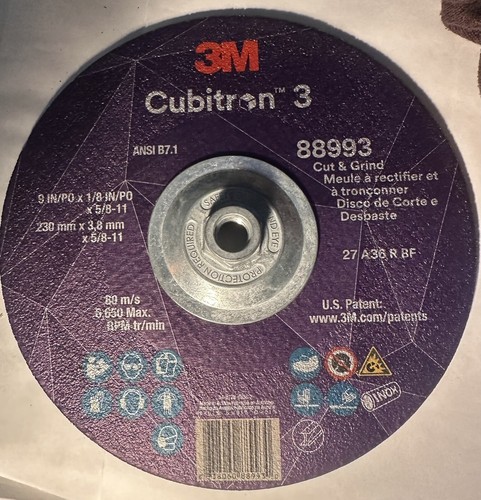 3M
Cubitron™ 3
ANSI B7.1
88993
Cut & Grind
Meule à rectifier et
à tronçonner
Disco de Corte e
Desbaste
9 IN/PO x 1/8 IN/PO
x 5/8-11
230 mm x 3,8 mm
x 5/8-11
27 A36 R BF
PROTECTION REQUIRED
80 m/s
6,650 Max.
RPM·tr/min
U.S. Patent:
www.3M.com/patents
INOX